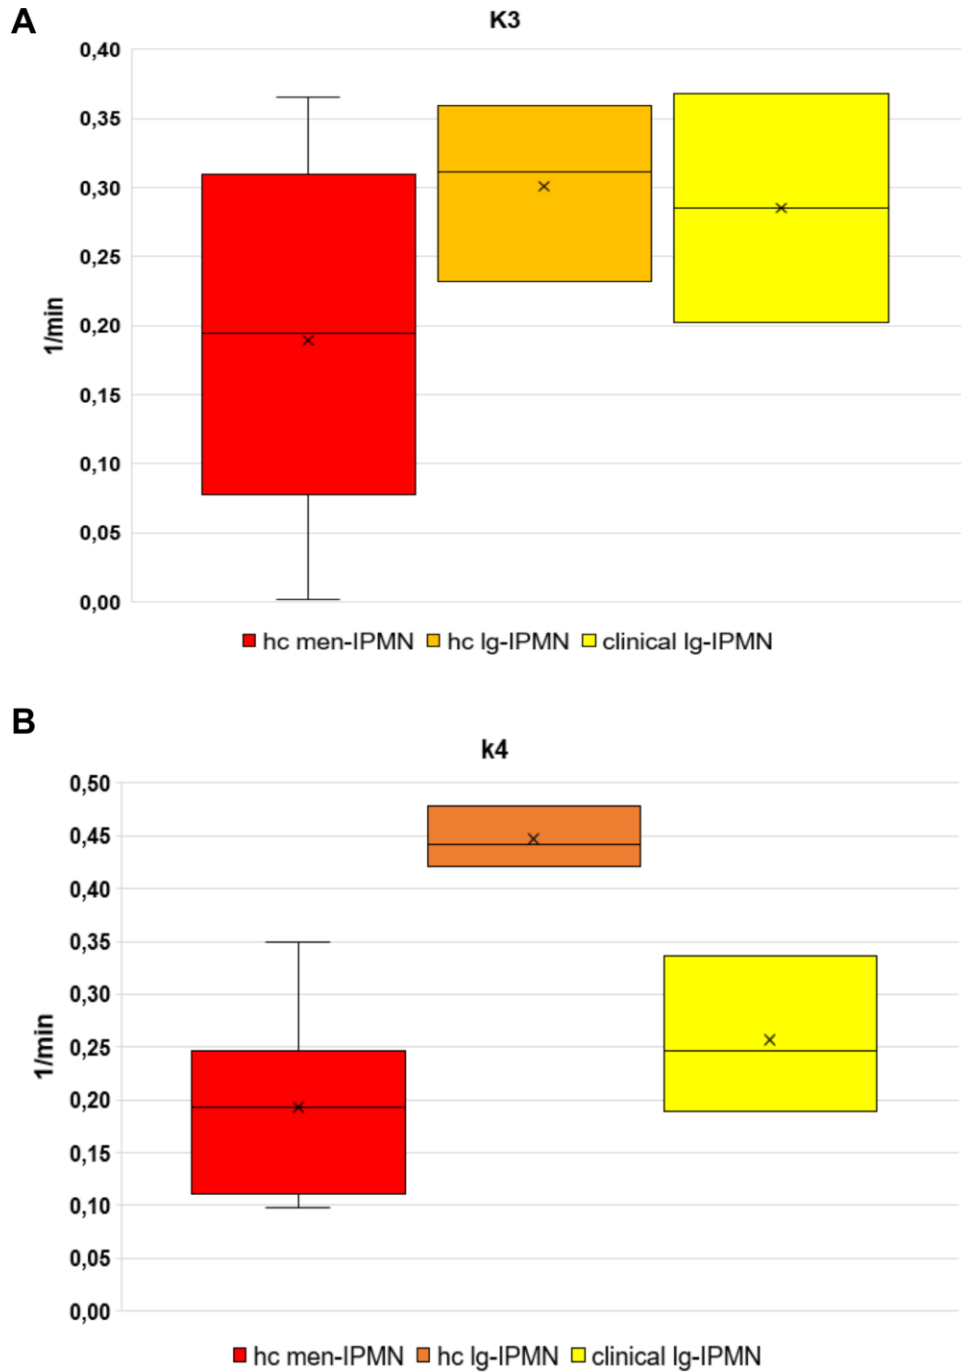 A
K3
0,40
0,35
0,30
0,25
0,20
0,15
0,10
0,05
0,00
1/min
hc men-IPMN hc lg-IPMN clinical lg-IPMN
B
k4
0,50
0,45
0,40
0,35
0,30
0,25
0,20
0,15
0,10
0,05
0,00
1/min
hc men-IPMN hc lg-IPMN clinical lg-IPMN